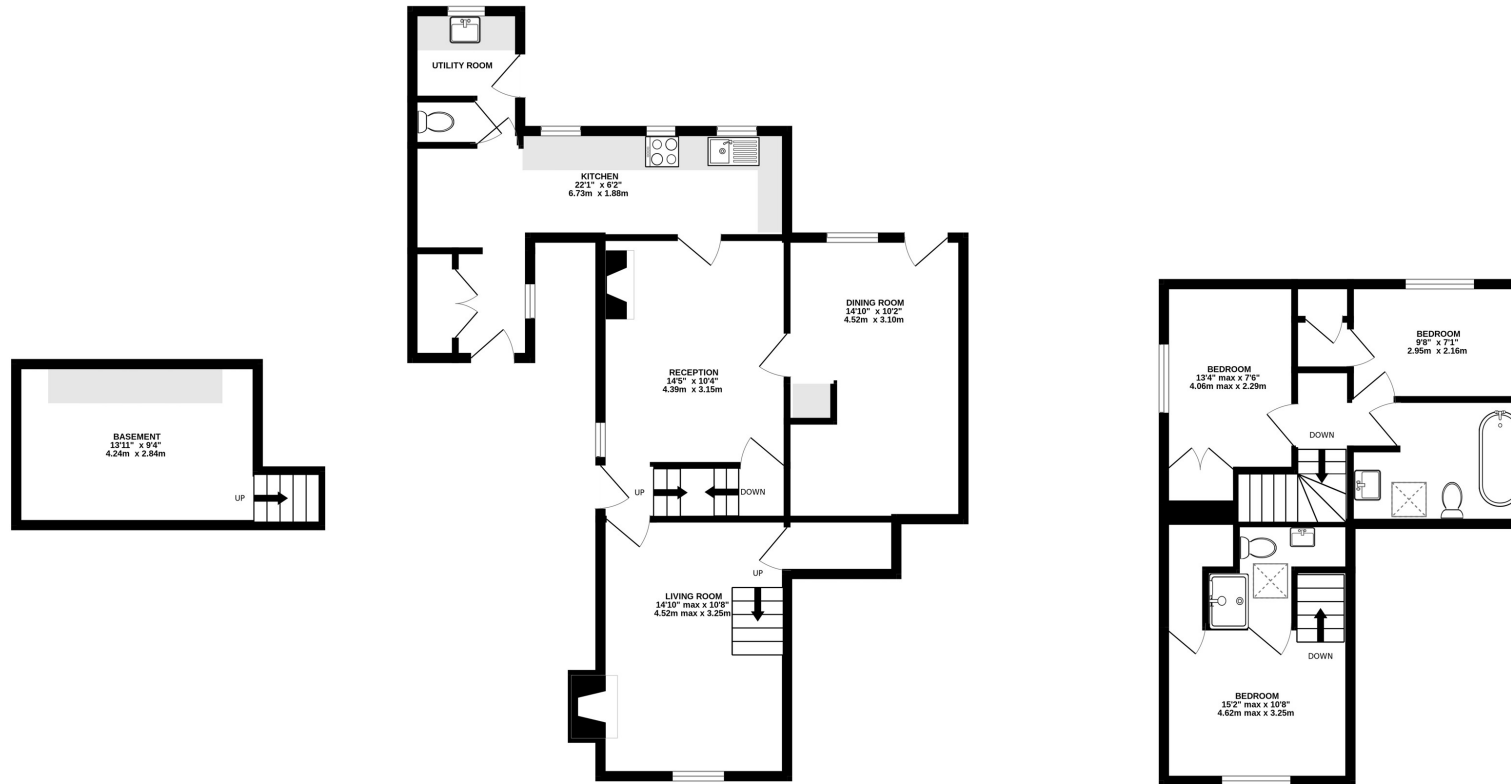 BASEMENT
13'11" x 9'4"
4.24m x 2.84m
UP
UTILITY ROOM
KITCHEN
22'1" x 6'2"
6.73m x 1.88m
DINING ROOM
14'10" x 10'2"
4.52m x 3.10m
RECEPTION
14'5" x 10'4"
4.39m x 3.15m
UP
DOWN
UP
LIVING ROOM
14'10" max x 10'8"
4.52m max x 3.25m
BEDROOM
9'8" x 7'1"
2.95m x 2.16m
BEDROOM
13'4" max x 7'6"
4.06m max x 2.29m
DOWN
DOWN
BEDROOM
15'2" max x 10'8"
4.62m max x 3.25m